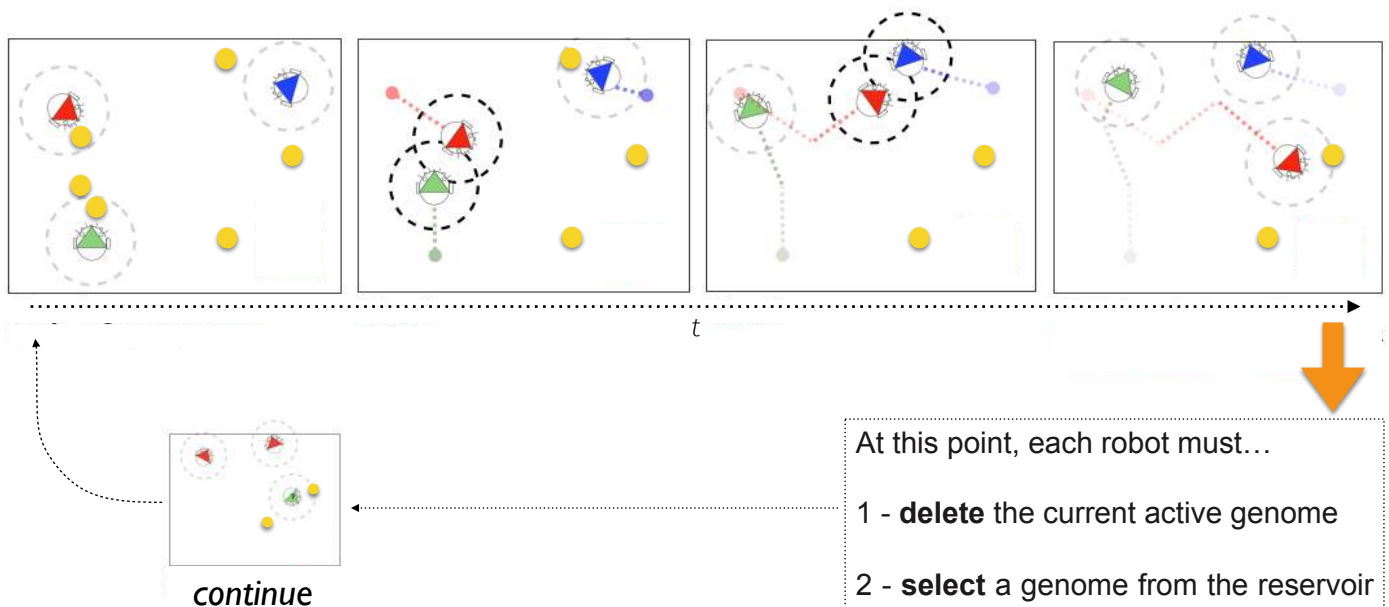 t
At this point, each robot must…
1 - delete the current active genome
2 - select a genome from the reservoir
continue